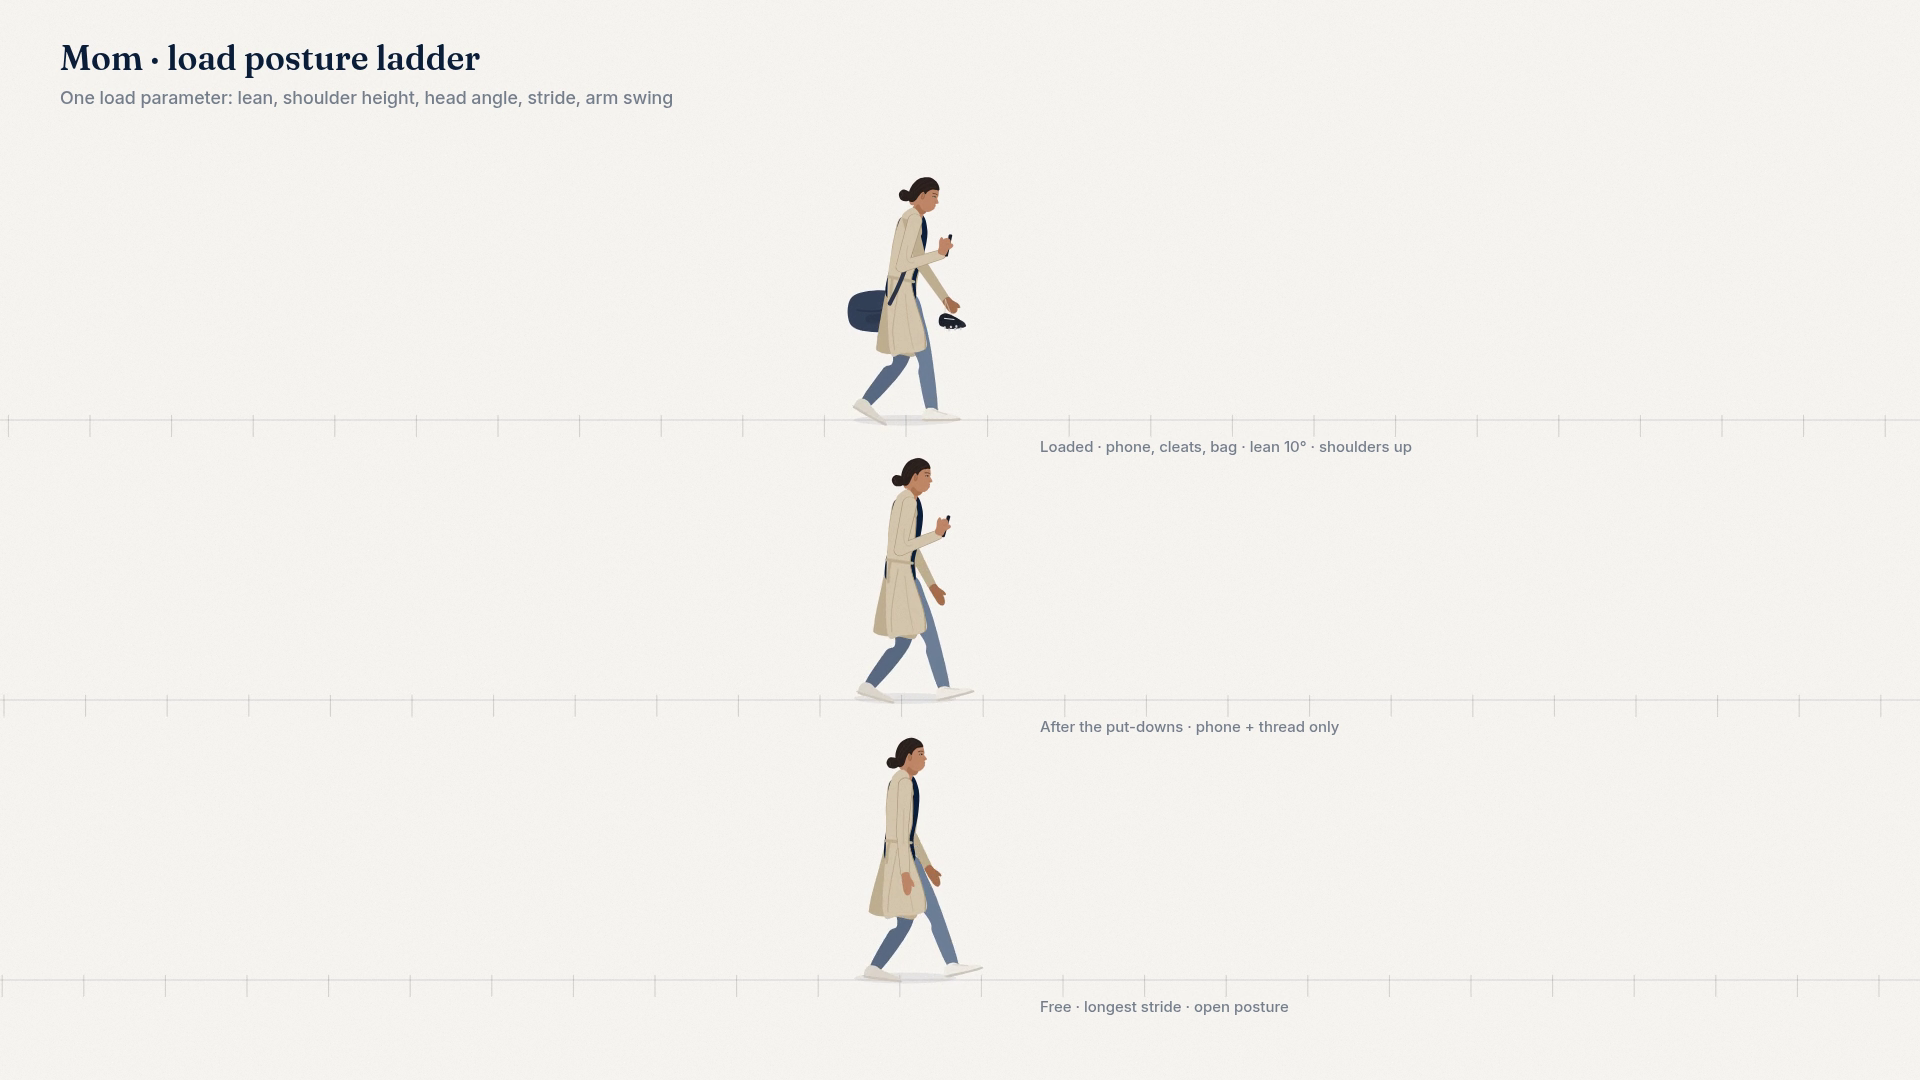 Mom · load posture ladder
One load parameter: lean, shoulder height, head angle, stride, arm swing
Loaded · phone, cleats, bag · lean 10° · shoulders up
After the put-downs · phone + thread only
Free · longest stride · open posture